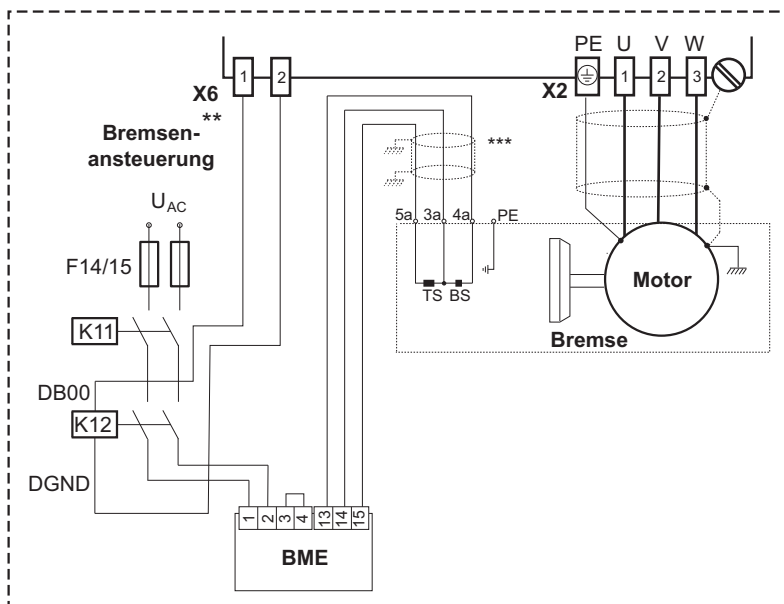 PE U V W
1 2 1 2 3
X6 X2
**
Bremsen-
ansteuerung
***
U_AC
5a 3a 4a PE
F14/15
TS BS
Motor
K11
Bremse
DB00
K12
DGND
1 2 3 4 13 14 15
BME